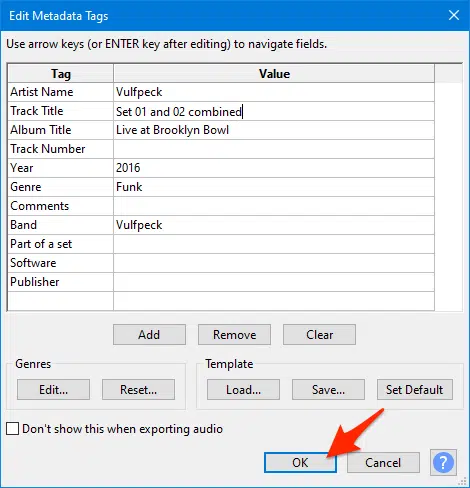 Edit Metadata Tags
Use arrow keys (or ENTER key after editing) to navigate fields.
Tag Value
Artist Name Vulfpeck
Track Title Set 01 and 02 combined
Album Title Live at Brooklyn Bowl
Track Number
Year 2016
Genre Funk
Comments
Band Vulfpeck
Part of a set
Software
Publisher
Add Remove Clear
Genres Template
Edit... Reset... Load... Save... Set Default
Don't show this when exporting audio
OK Cancel ?